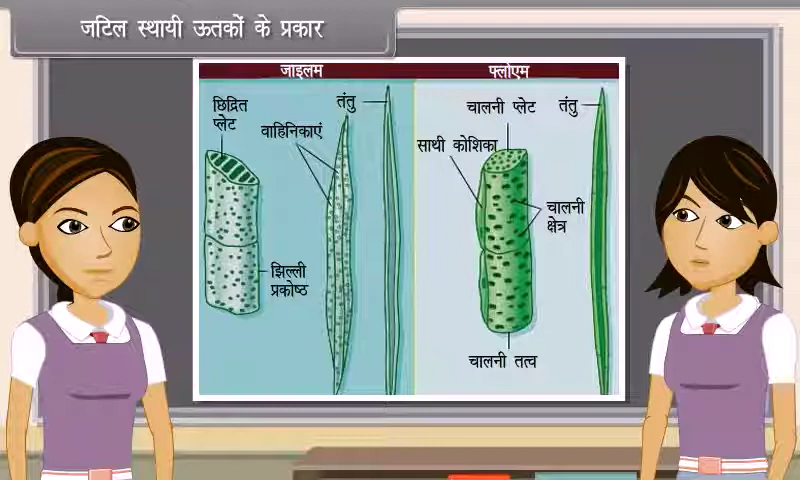 जटिल स्थायी ऊतकों के प्रकार
जाइलम
फ्लोएम
छिद्रित
प्लेट
तंतु
वाहिनिकाएं
झिल्ली
प्रकोष्ठ
चालनी प्लेट
तंतु
साथी कोशिका
चालनी
क्षेत्र
चालनी तत्व